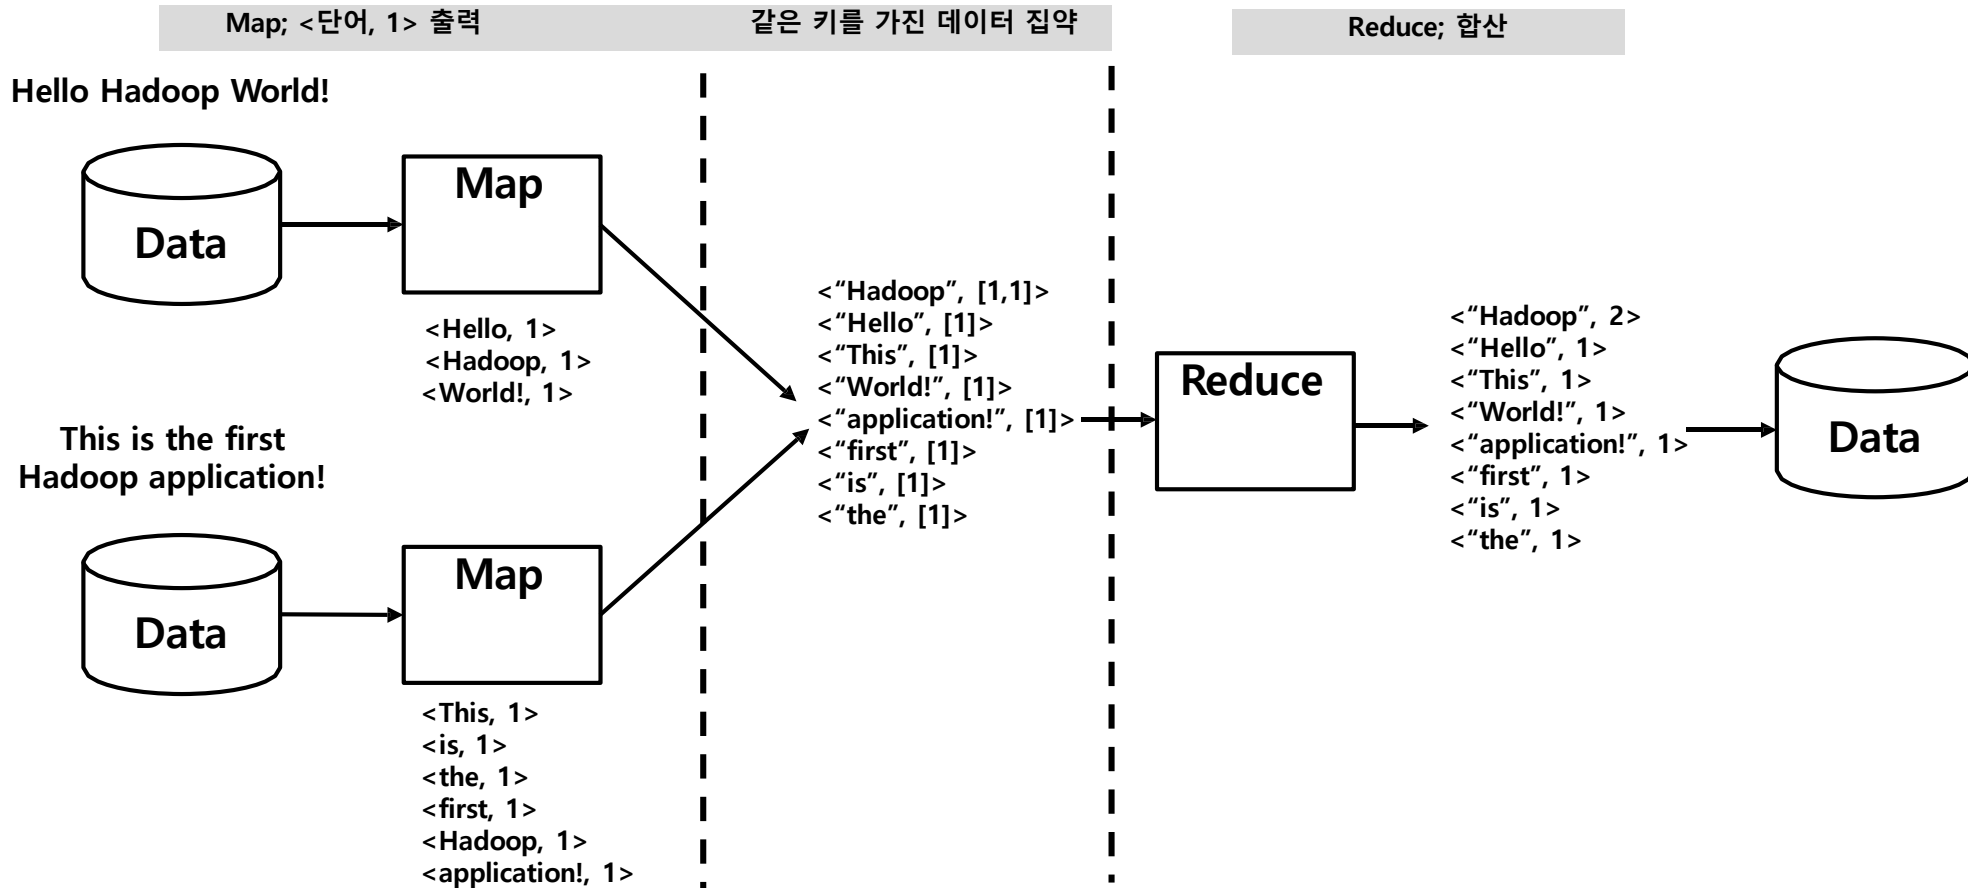 Map; <단어, 1> 출력
같은 키를 가진 데이터 집약
Reduce; 합산
Hello Hadoop World!
Data
Map
<Hello, 1>
<Hadoop, 1>
<World!, 1>
This is the first
Hadoop application!
Data
Map
<This, 1>
<is, 1>
<the, 1>
<first, 1>
<Hadoop, 1>
<application!, 1>
<“Hadoop”, [1,1]>
<“Hello”, [1]>
<“This”, [1]>
<“World!”, [1]>
<“application!”, [1]>
<“first”, [1]>
<“is”, [1]>
<“the”, [1]>
Reduce
<“Hadoop”, 2>
<“Hello”, 1>
<“This”, 1>
<“World!”, 1>
<“application!”, 1>
<“first”, 1>
<“is”, 1>
<“the”, 1>
Data